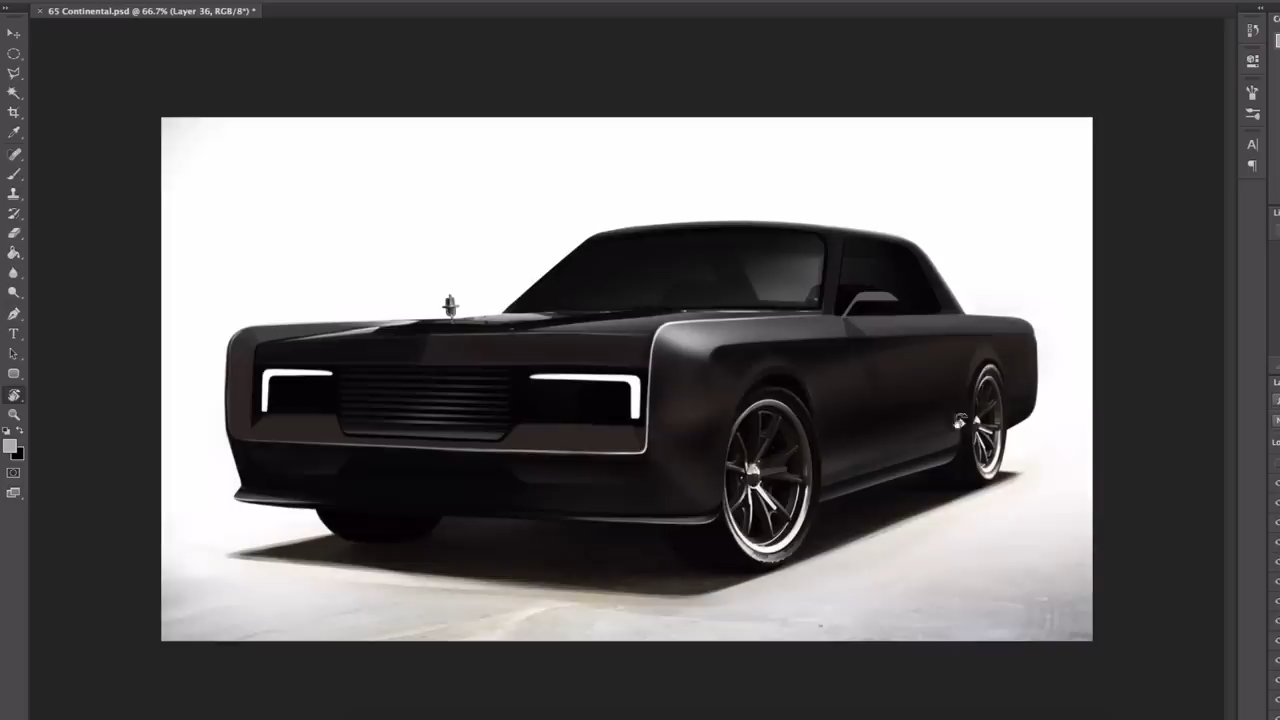 65 Continental.psd @ 66.7% (Layer 36, RGB/8*) *